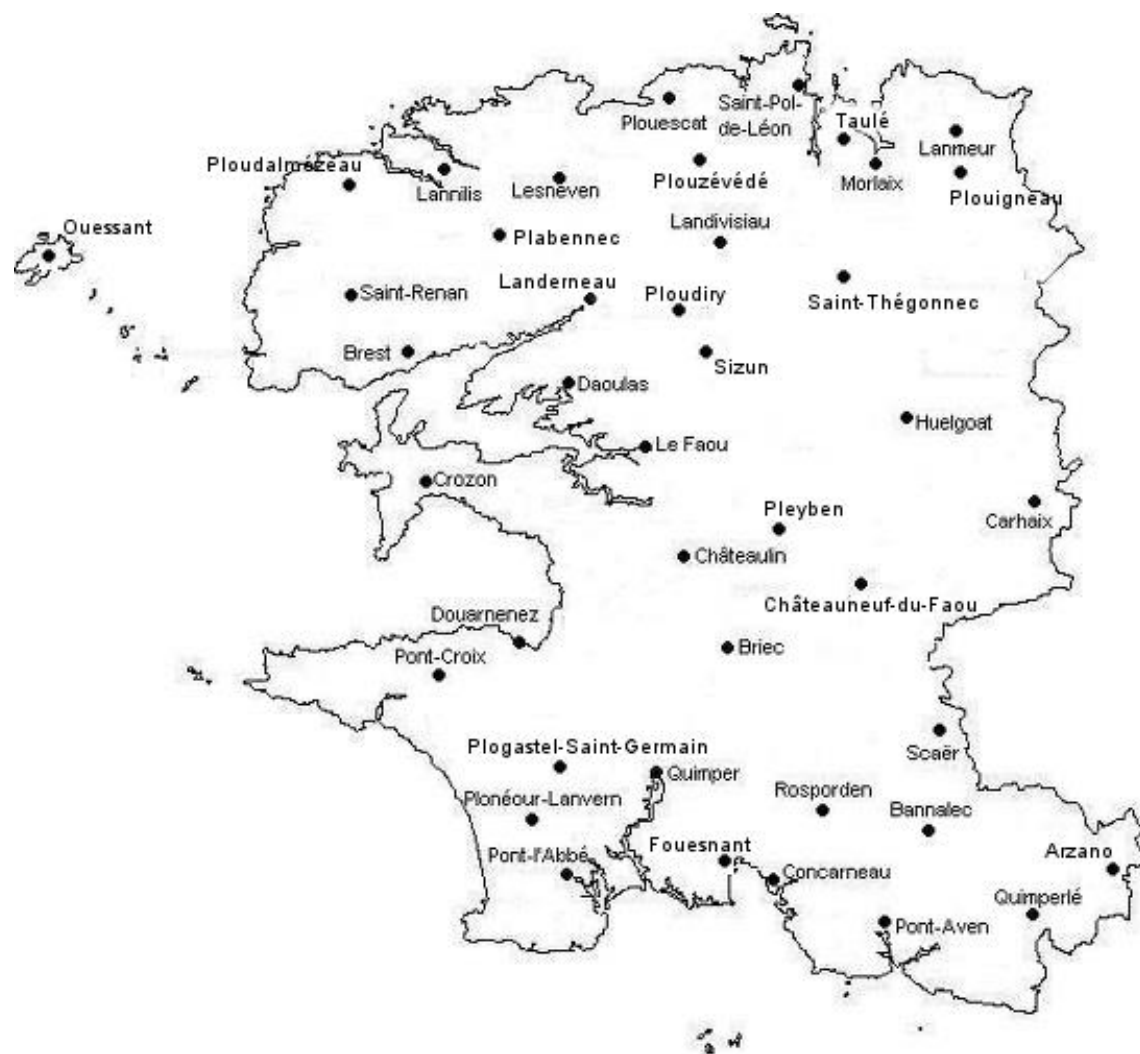 Saint-Pol-
de-Léon
Plouescat
Taulé
Lanmeur
Ploudalmézeau
Lannilis
Lesneven
Plouzévédé
Morlaix
Plouigneau
Ouessant
Plabennec
Landivisiau
Landerneau
Saint-Renan
Ploudiry
Saint-Thégonnec
Brest
Sizun
Daoulas
Huelgoat
Le Faou
Crozon
Pleyben
Carhaix
Châteaulin
Châteauneuf-du-Faou
Douarnenez
Pont-Croix
Briec
Scaër
Plogastel-Saint-Germain
Quimper
Plonéour-Lanvern
Rosporden
Bannalec
Pont-l'Abbé
Fouesnant
Concarneau
Arzano
Quimperlé
Pont-Aven